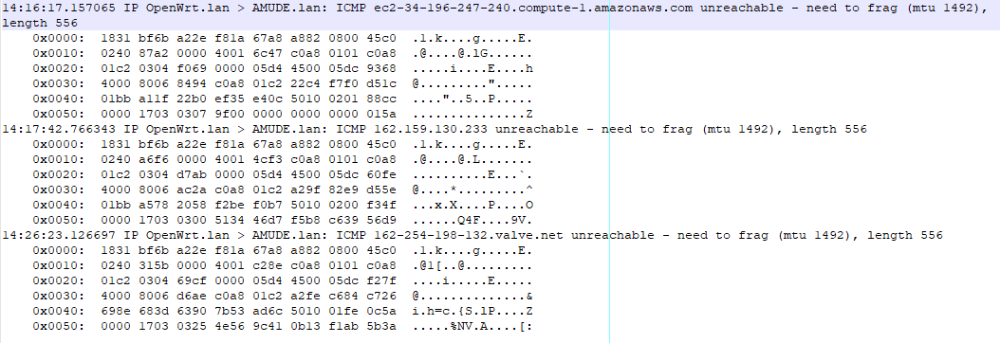 14:16:17.157065 IP OpenWrt.lan > AMUDE.lan: ICMP ec2-34-196-247-240.compute-1.amazonaws.com unreachable - need to frag (mtu 1492),
length 556
0x0000:  1831 bf6b a22e f81a 67a8 a882 0800 45c0  .1.k....g.....E.
0x0010:  0240 87a2 0000 4001 6c47 c0a8 0101 c0a8  .@....@.lG......
0x0020:  01c2 0304 f069 0000 05d4 4500 05dc 9368  .....i....E....h
0x0030:  4000 8006 8494 c0a8 01c2 22c4 f7f0 d51c  @.........".....
0x0040:  01bb a11f 22b0 ef35 e40c 5010 0201 88cc  ...."..5..P.....
0x0050:  0000 1703 0307 9f00 0000 0000 0000 015a  ...............Z
14:17:42.766343 IP OpenWrt.lan > AMUDE.lan: ICMP 162.159.130.233 unreachable - need to frag (mtu 1492), length 556
0x0000:  1831 bf6b a22e f81a 67a8 a882 0800 45c0  .1.k....g.....E.
0x0010:  0240 a6f6 0000 4001 4cf3 c0a8 0101 c0a8  .@....@.L.......
0x0020:  01c2 0304 d7ab 0000 05d4 4500 05dc 60fe  ..........E...`.
0x0030:  4000 8006 ac2a c0a8 01c2 a29f 82e9 d55e  @....*.........^
0x0040:  01bb a578 2058 f2be f0b7 5010 0200 f34f  ...x.X....P....O
0x0050:  0000 1703 0300 5134 46d7 f5b8 c639 56d9  ......Q4F....9V.
14:26:23.126697 IP OpenWrt.lan > AMUDE.lan: ICMP 162-254-198-132.valve.net unreachable - need to frag (mtu 1492), length 556
0x0000:  1831 bf6b a22e f81a 67a8 a882 0800 45c0  .1.k....g.....E.
0x0010:  0240 315b 0000 4001 c28e c0a8 0101 c0a8  .@1[..@.........
0x0020:  01c2 0304 69cf 0000 05d4 4500 05dc f27f  ....i.....E.....
0x0030:  4000 8006 d6ae c0a8 01c2 a2fe c684 c726  @..............&
0x0040:  698e 683d 6390 7b53 ad6c 5010 01fe 0c5a  i.h=c.{S.lP....Z
0x0050:  0000 1703 0325 4e56 9c41 0b13 f1ab 5b3a  .....%NV.A....[: